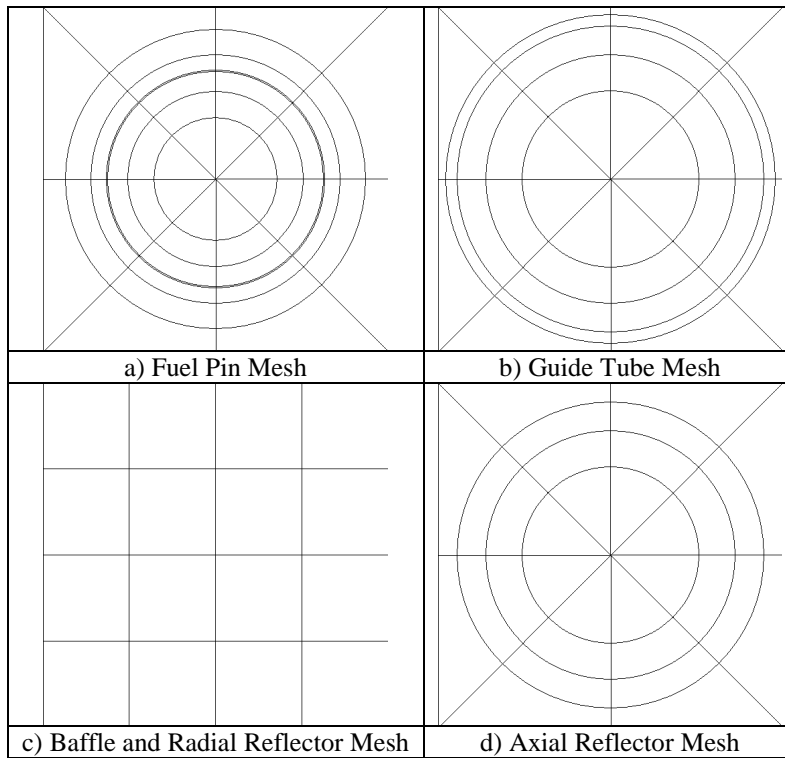 a) Fuel Pin Mesh
b) Guide Tube Mesh
c) Baffle and Radial Reflector Mesh
d) Axial Reflector Mesh